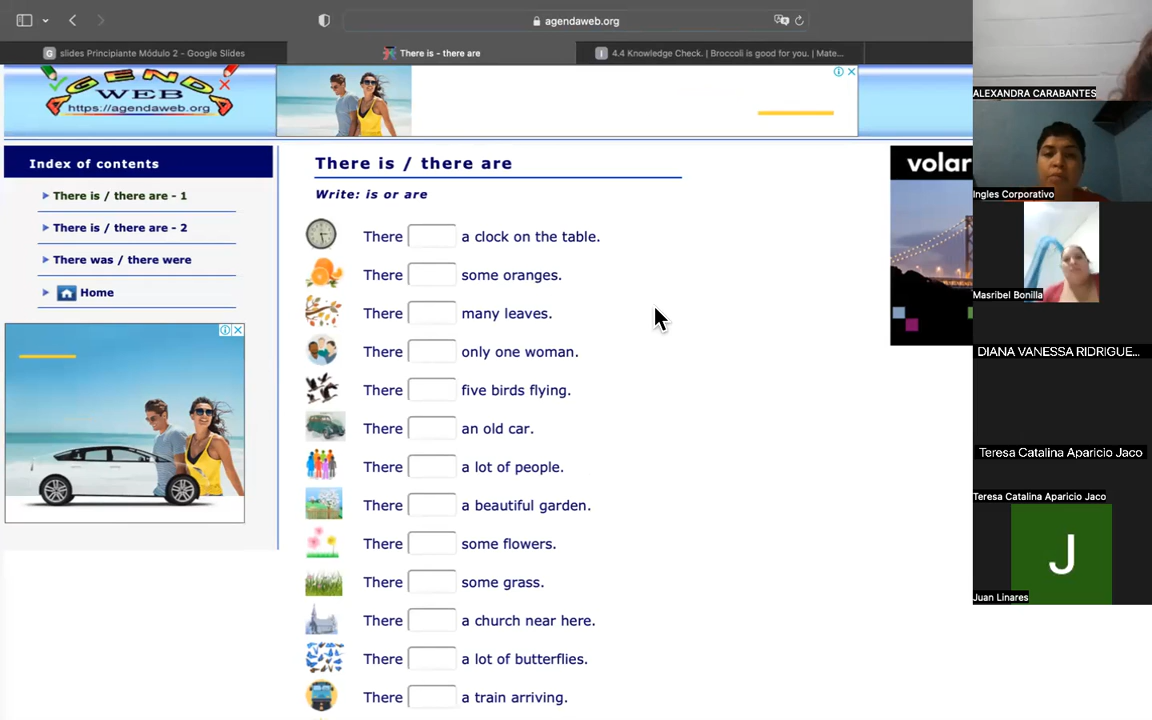 agendaweb.org
slides Principiante Módulo 2 - Google Slides
There is - there are
4.4 Knowledge Check. | Broccoli is good for you. | Mate...
AGENDA
WEB
https://agendaweb.org
Index of contents
There is / there are - 1
There is / there are - 2
There was / there were
Home
There is / there are
Write: is or are
There a clock on the table.
There some oranges.
There many leaves.
There only one woman.
There five birds flying.
There an old car.
There a lot of people.
There a beautiful garden.
There some flowers.
There some grass.
There a church near here.
There a lot of butterflies.
There a train arriving.
volar
ALEXANDRA CARABANTES
Ingles Corporativo
Masribel Bonilla
DIANA VANESSA RIDRIGUE...
Teresa Catalina Aparicio Jaco
Teresa Catalina Aparicio Jaco
J
Juan Linares